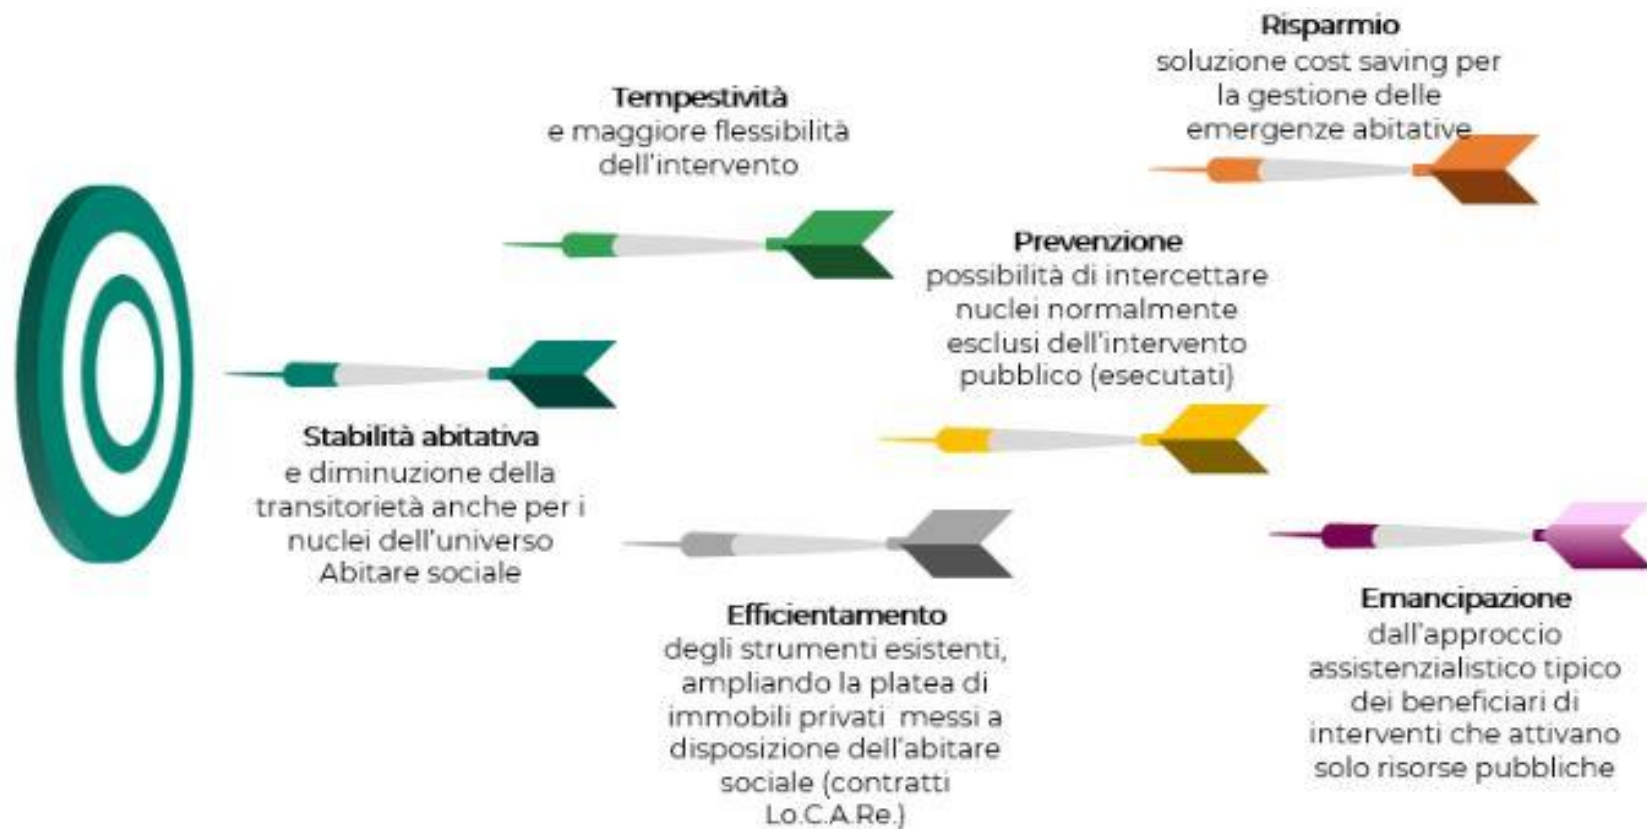 Risparmio
soluzione cost saving per
la gestione delle
emergenze abitative
Tempestività
e maggiore flessibilità
dell'intervento
Prevenzione
possibilità di intercettare
nuclei normalmente
esclusi dell'intervento
pubblico (esecutati)
Stabilità abitativa
e diminuzione della
transitorietà anche per i
nuclei dell'universo
Abitare sociale
Efficientamento
degli strumenti esistenti,
ampliando la platea di
immobili privati messi a
disposizione dell'abitare
sociale (contratti
Lo.C.A.Re.)
Emancipazione
dall'approccio
assistenzialistico tipico
dei beneficiari di
interventi che attivano
solo risorse pubbliche